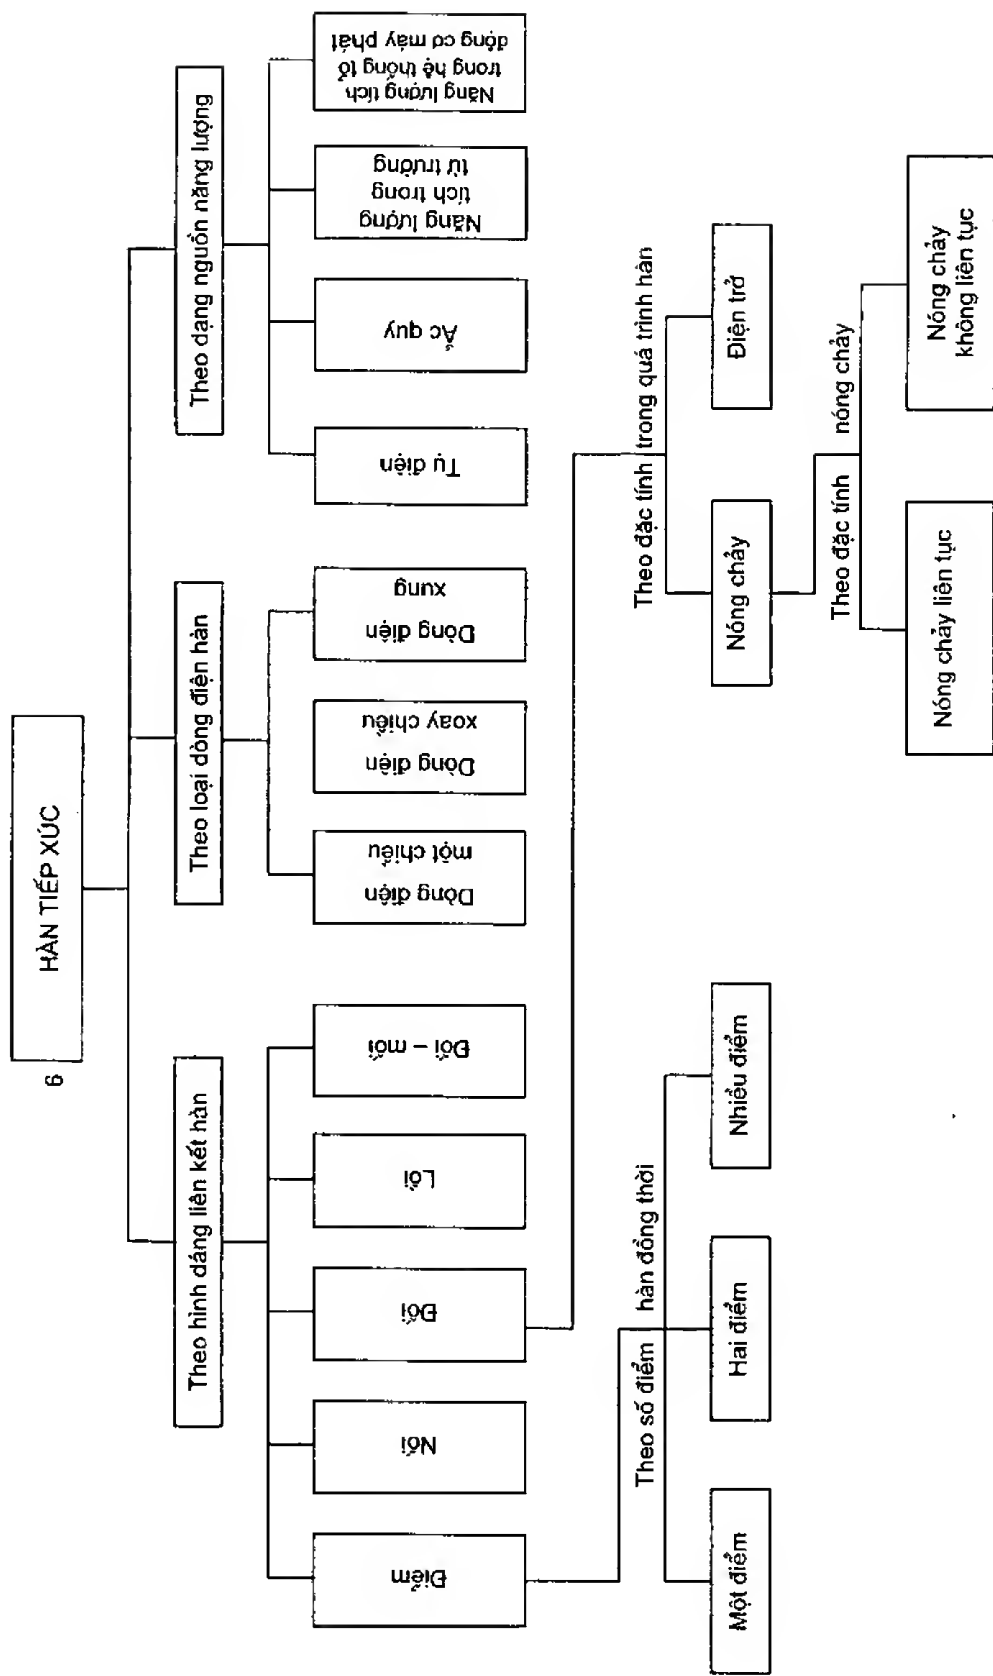 6
HÀN TIẾP XÚC
Theo hình dáng liên kết hàn
Theo loại dòng điện hàn
Theo dạng nguồn năng lượng
Điểm
Nối
Đối
Lồi
Đối – mối
Dòng điện
một chiều
Dòng điện
xoay chiều
Dòng điện
xung
Tụ điện
Ắc quy
Năng lượng
tích trong
từ trường
Năng lượng tích
trong hệ thống tổ
động cơ máy phát
Theo số điểm hàn đồng thời
Theo đặc tính trong quá trình hàn
Một điểm
Hai điểm
Nhiều điểm
Nóng chảy
Điện trở
Theo đặc tính nóng chảy
Nóng chảy liên tục
Nóng chảy
không liên tục